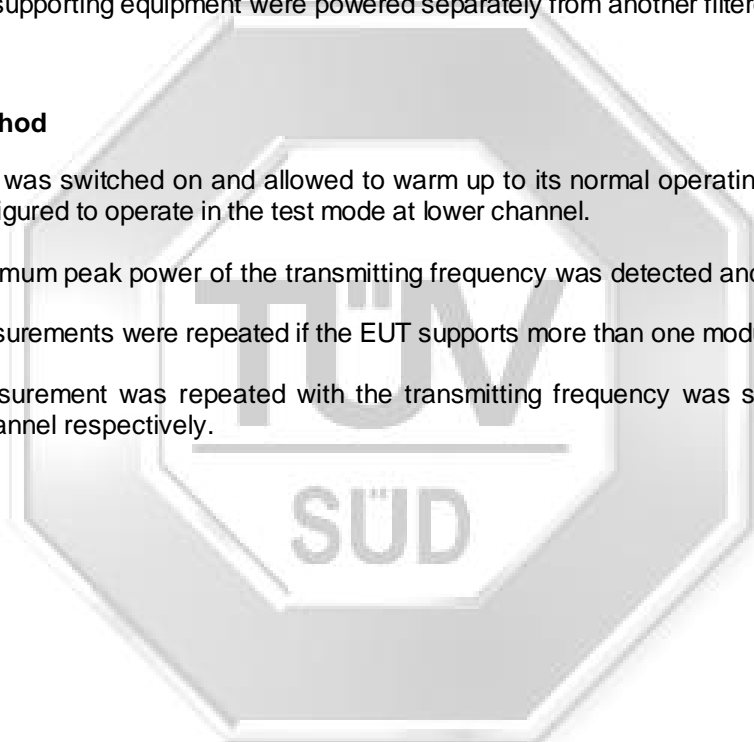 supporting equipment were powered separately from another filter
hod
was switched on and allowed to warm up to its normal operatin
igured to operate in the test mode at lower channel.
mum peak power of the transmitting frequency was detected and
surements were repeated if the EUT supports more than one mod
surement was repeated with the transmitting frequency was s
annel respectively.
TÜV
SÜD